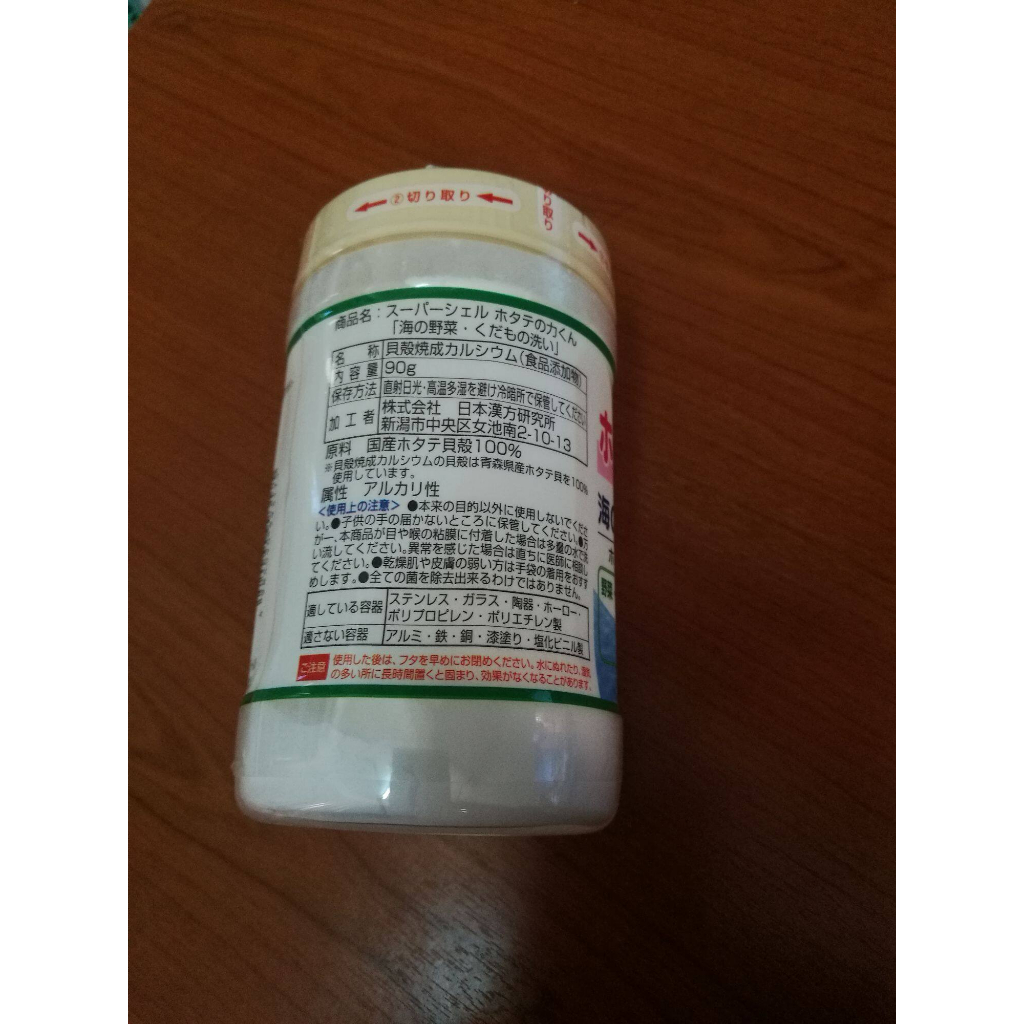 ②切り取り
り取り
商品名：スーパーシェル ホタテの力くん
「海の野菜・くだもの洗い」
名 称 貝殻焼成カルシウム(食品添加物)
内容量 90g
保存方法 直射日光・高温多湿を避け冷暗所で保管してください
加工者 株式会社 日本漢方研究所
新潟市中央区女池南2-10-13
原料 国産ホタテ貝殻100%
※貝殻焼成カルシウムの貝殻は青森県産ホタテ貝を100%
使用しています。
属性 アルカリ性
<使用上の注意> ●本来の目的以外に使用しないでくださ
い。●子供の手の届かないところに保管してください。●万
が一、本商品が目や喉の粘膜に付着した場合は多量の水で洗
い流してください。異常を感じた場合は直ちに医師に相談し
てください。●乾燥肌や皮膚の弱い方は手袋の着用をおすす
めします。●全ての菌を除去出来るわけではありません。
適している容器 ステンレス・ガラス・陶器・ホーロー・
ポリプロピレン・ポリエチレン製
適さない容器 アルミ・鉄・銅・漆塗り・塩化ビニル製
ご注意 使用した後は、フタを早めにお閉めください。水にぬれたり、湿気
の多い所に長時間置くと固まり、効果がなくなることがあります。
ホ
海の
野菜